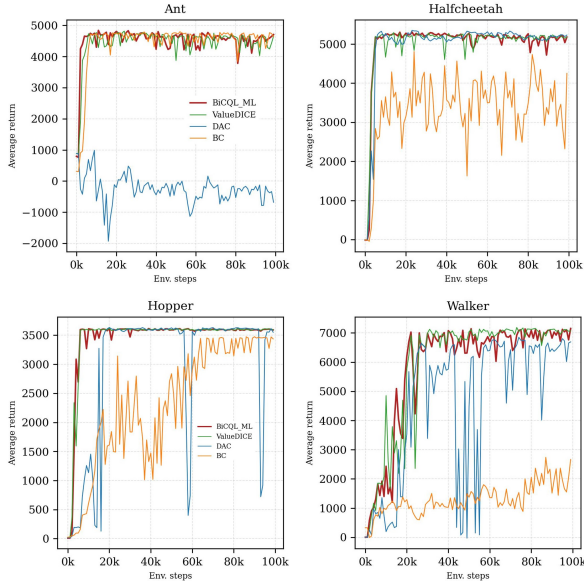 Ant
Average return
5000
4000
3000
2000
1000
0
−1000
−2000
BiCQL_ML
ValueDICE
DAC
BC
0k 20k 40k 60k 80k 100k
Env. steps
Halfcheetah
Average return
5000
4000
3000
2000
1000
0
0k 20k 40k 60k 80k 100k
Env. steps
Hopper
Average return
3500
3000
2500
2000
1500
1000
500
0
BiCQL_ML
ValueDICE
DAC
BC
0k 20k 40k 60k 80k 100k
Env. steps
Walker
Average return
7000
6000
5000
4000
3000
2000
1000
0
0k 20k 40k 60k 80k 100k
Env. steps